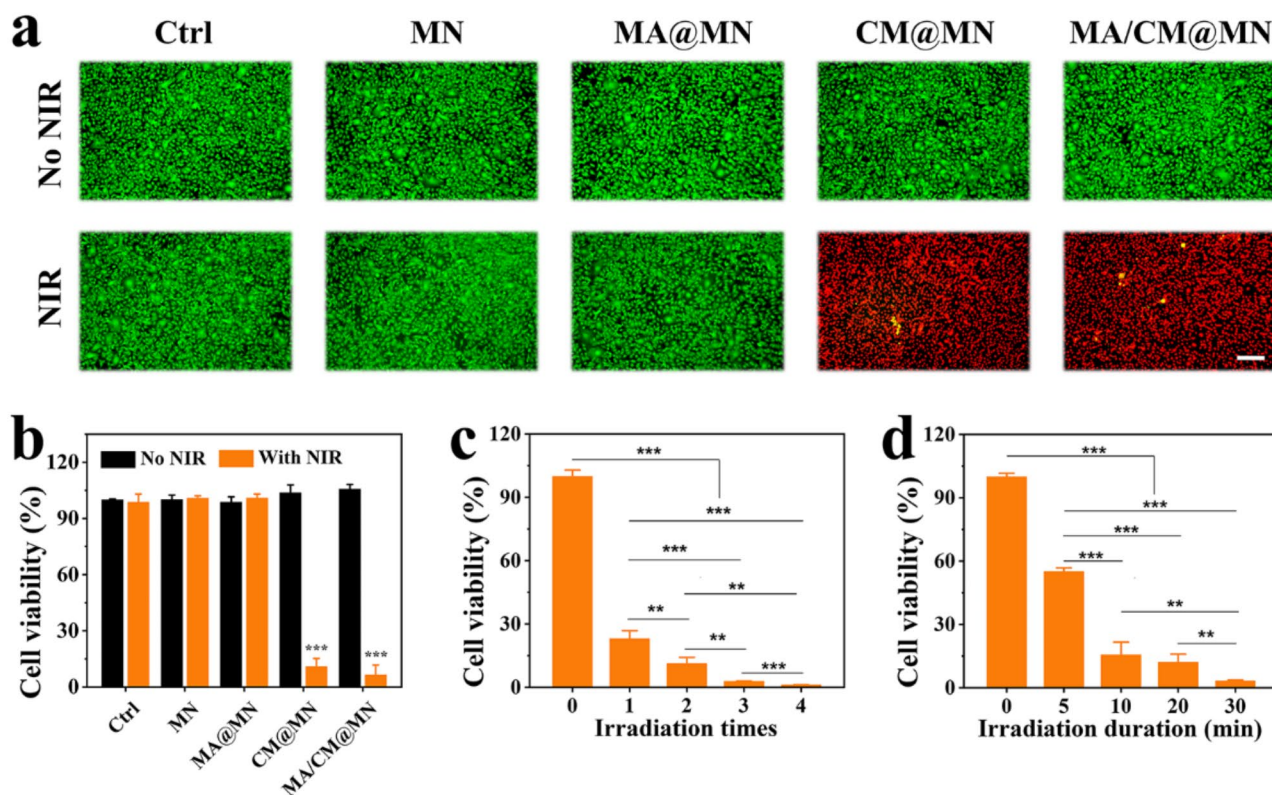 a
Ctrl MN MA@MN CM@MN MA/CM@MN
No NIR
NIR
b
Cell viability (%)
120
90
60
30
0
No NIR With NIR
*** ***
Ctrl MN MA@MN CM@MN MA/CM@MN
c
Cell viability (%)
120
90
60
30
0
***
***
***
**
**
**
***
0 1 2 3 4
Irradiation times
d
Cell viability (%)
120
90
60
30
0
***
***
***
***
**
**
0 5 10 20 30
Irradiation duration (min)